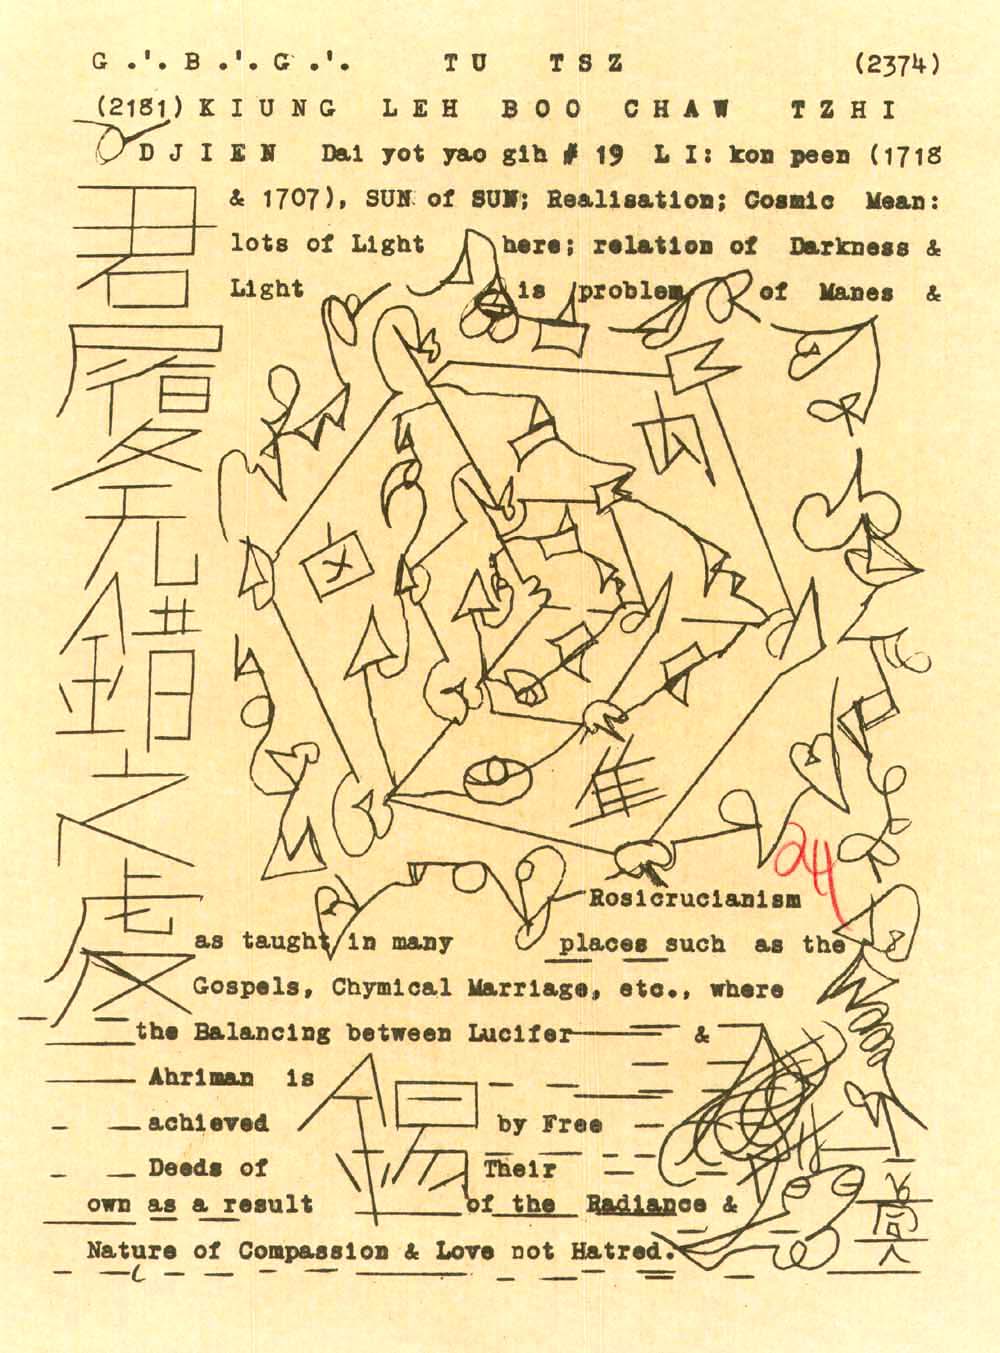 G .'. B .'. G .'. TU TSZ (2374)
(2181) KIUNG LEH BOO CHAW TZHI
DJIEN Dai yot yao gih # 19 LI: kon peen (1718
& 1707), SUN of SUN; Realisation; Cosmic Mean:
lots of Light here; relation of Darkness &
Light is problem of Manes &
君
履
錯
之
Rosicrucianism
24
as taught in many places such as the
Gospels, Chymical Marriage, etc., where
the Balancing between Lucifer &
Ahriman is
achieved by Free
Deeds of Their
own as a result of the Radiance &
Nature of Compassion & Love not Hatred.